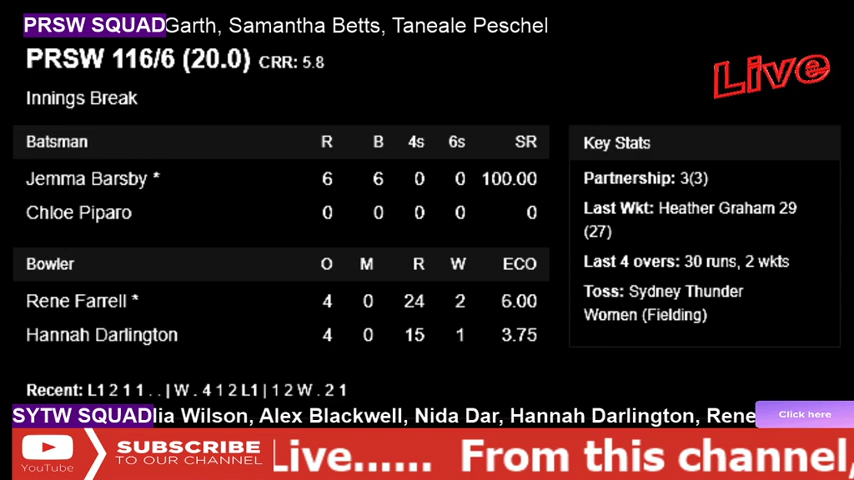 PRSW SQUAD Garth, Samantha Betts, Taneale Peschel
PRSW 116/6 (20.0) CRR: 5.8
Live
Innings Break
Batsman R B 4s 6s SR
Jemma Barsby * 6 6 0 0 100.00
Chloe Piparo 0 0 0 0 0
Bowler O M R W ECO
Rene Farrell * 4 0 24 2 6.00
Hannah Darlington 4 0 15 1 3.75
Key Stats
Partnership: 3(3)
Last Wkt: Heather Graham 29
(27)
Last 4 overs: 30 runs, 2 wkts
Toss: Sydney Thunder
Women (Fielding)
Recent: L1 2 1 1 . . | W . 4 1 2 L1 | 1 2 W . 2 1
SYTW SQUAD lia Wilson, Alex Blackwell, Nida Dar, Hannah Darlington, Rene
Click here
YouTube
SUBSCRIBE
TO OUR CHANNEL
Live...... From this channel,